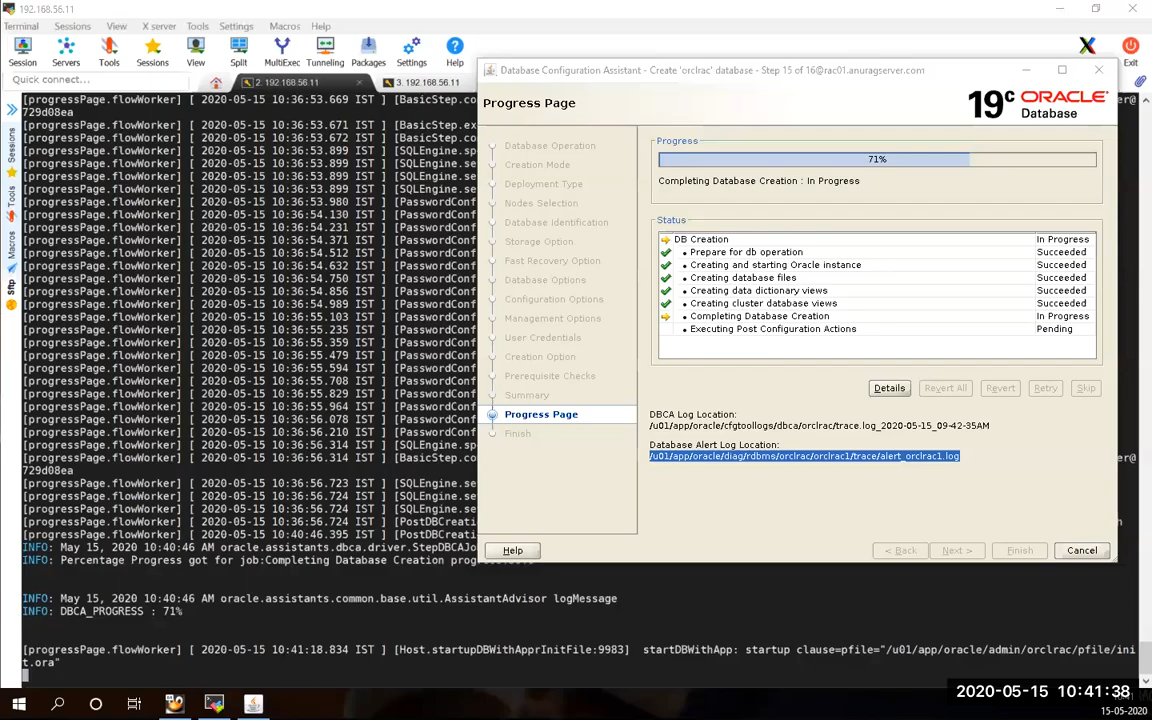 192.168.56.11
Terminal Sessions View X server Tools Settings Macros Help
Session Servers Tools Sessions View Split MultiExec Tunneling Packages Settings Help
Exit
Quick connect...
2. 192.168.56.11
3. 192.168.56.11
Sessions
Tools
Macros
Sftp
[progressPage.flowWorker] [ 2020-05-15 10:36:53.669 IST ] [BasicStep.co
729d08ea
[progressPage.flowWorker] [ 2020-05-15 10:36:53.671 IST ] [BasicStep.ex
[progressPage.flowWorker] [ 2020-05-15 10:36:53.672 IST ] [BasicStep.co
[progressPage.flowWorker] [ 2020-05-15 10:36:53.899 IST ] [SQLEngine.sp
[progressPage.flowWorker] [ 2020-05-15 10:36:53.899 IST ] [SQLEngine.se
[progressPage.flowWorker] [ 2020-05-15 10:36:53.899 IST ] [SQLEngine.se
[progressPage.flowWorker] [ 2020-05-15 10:36:53.980 IST ] [PasswordConf
[progressPage.flowWorker] [ 2020-05-15 10:36:54.130 IST ] [PasswordConf
[progressPage.flowWorker] [ 2020-05-15 10:36:54.231 IST ] [PasswordConf
[progressPage.flowWorker] [ 2020-05-15 10:36:54.371 IST ] [PasswordConf
[progressPage.flowWorker] [ 2020-05-15 10:36:54.512 IST ] [PasswordConf
[progressPage.flowWorker] [ 2020-05-15 10:36:54.632 IST ] [PasswordConf
[progressPage.flowWorker] [ 2020-05-15 10:36:54.750 IST ] [PasswordConf
[progressPage.flowWorker] [ 2020-05-15 10:36:54.856 IST ] [PasswordConf
[progressPage.flowWorker] [ 2020-05-15 10:36:54.989 IST ] [PasswordConf
[progressPage.flowWorker] [ 2020-05-15 10:36:55.103 IST ] [PasswordConf
[progressPage.flowWorker] [ 2020-05-15 10:36:55.235 IST ] [PasswordConf
[progressPage.flowWorker] [ 2020-05-15 10:36:55.359 IST ] [PasswordConf
[progressPage.flowWorker] [ 2020-05-15 10:36:55.479 IST ] [PasswordConf
[progressPage.flowWorker] [ 2020-05-15 10:36:55.594 IST ] [PasswordConf
[progressPage.flowWorker] [ 2020-05-15 10:36:55.708 IST ] [PasswordConf
[progressPage.flowWorker] [ 2020-05-15 10:36:55.829 IST ] [PasswordConf
[progressPage.flowWorker] [ 2020-05-15 10:36:55.964 IST ] [PasswordConf
[progressPage.flowWorker] [ 2020-05-15 10:36:56.078 IST ] [PasswordConf
[progressPage.flowWorker] [ 2020-05-15 10:36:56.210 IST ] [PasswordConf
[progressPage.flowWorker] [ 2020-05-15 10:36:56.314 IST ] [SQLEngine.se
[progressPage.flowWorker] [ 2020-05-15 10:36:56.314 IST ] [BasicStep.co
729d08ea
[progressPage.flowWorker] [ 2020-05-15 10:36:56.723 IST ] [SQLEngine.se
[progressPage.flowWorker] [ 2020-05-15 10:36:56.724 IST ] [SQLEngine.se
[progressPage.flowWorker] [ 2020-05-15 10:36:56.724 IST ] [SQLEngine.se
[progressPage.flowWorker] [ 2020-05-15 10:36:56.724 IST ] [PostDBCreati
[progressPage.flowWorker] [ 2020-05-15 10:40:46.395 IST ] [PostDBCreati
INFO: May 15, 2020 10:40:46 AM oracle.assistants.dbca.driver.StepDBCAJo
INFO: Percentage Progress got for job:Completing Database Creation prog
INFO: May 15, 2020 10:40:46 AM oracle.assistants.common.base.util.AssistantAdvisor logMessage
INFO: DBCA_PROGRESS : 71%
[progressPage.flowWorker] [ 2020-05-15 10:41:18.834 IST ] [Host.startupDBWithApprInitFile:9983] startDBWithApp: startup clause=pfile="/u01/app/oracle/admin/orclrac/pfile/ini
t.ora"
Database Configuration Assistant - Create 'orclrac' database - Step 15 of 16@rac01.anuragserver.com
Progress Page
19c ORACLE
Database
Database Operation
Creation Mode
Deployment Type
Nodes Selection
Database Identification
Storage Option
Fast Recovery Option
Database Options
Configuration Options
Management Options
User Credentials
Creation Option
Prerequisite Checks
Summary
Progress Page
Finish
Progress
71%
Completing Database Creation : In Progress
Status
DB Creation In Progress
Prepare for db operation Succeeded
Creating and starting Oracle instance Succeeded
Creating database files Succeeded
Creating data dictionary views Succeeded
Creating cluster database views Succeeded
Completing Database Creation In Progress
Executing Post Configuration Actions Pending
Details Revert All Revert Retry Skip
DBCA Log Location:
/u01/app/oracle/cfgtoollogs/dbca/orclrac/trace.log_2020-05-15_09-42-35AM
Database Alert Log Location:
/u01/app/oracle/diag/rdbms/orclrac/orclrac1/trace/alert_orclrac1.log
Help < Back Next > Finish Cancel
2020-05-15 10:41:38
15-05-2020